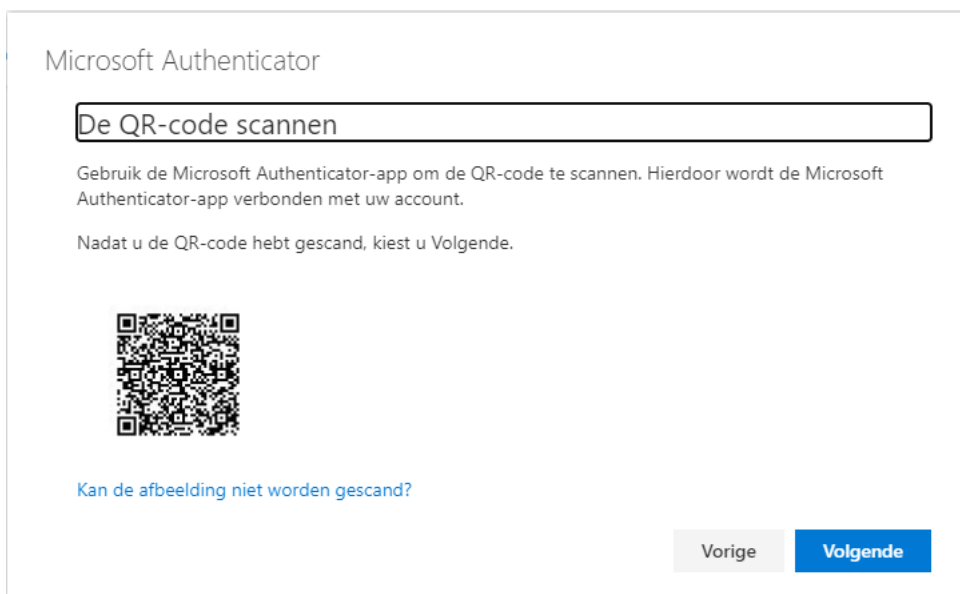 Microsoft Authenticator
De QR-code scannen
Gebruik de Microsoft Authenticator-app om de QR-code te scannen. Hierdoor wordt de Microsoft
Authenticator-app verbonden met uw account.
Nadat u de QR-code hebt gescand, kiest u Volgende.
Kan de afbeelding niet worden gescand?
Vorige
Volgende